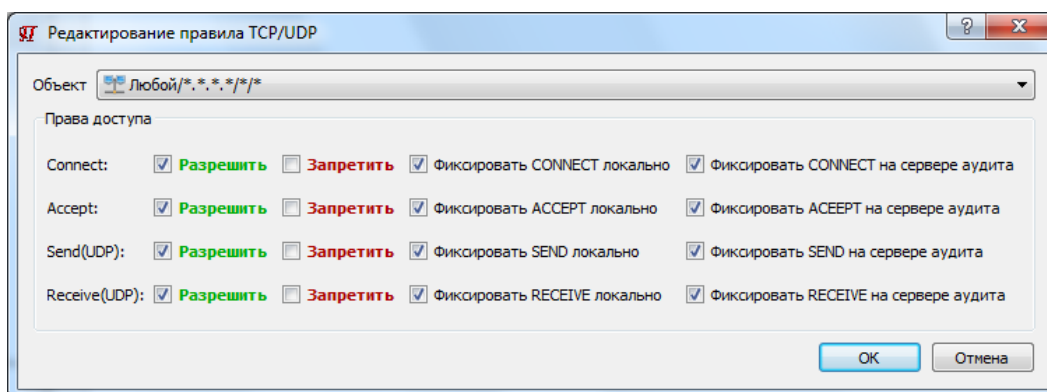 Редактирование правила TCP/UDP
Объект Любой/*.*.*.*/*/*
Права доступа
Connect: Разрешить Запретить Фиксировать CONNECT локально Фиксировать CONNECT на сервере аудита
Accept: Разрешить Запретить Фиксировать ACCEPT локально Фиксировать ACEEPT на сервере аудита
Send(UDP): Разрешить Запретить Фиксировать SEND локально Фиксировать SEND на сервере аудита
Receive(UDP): Разрешить Запретить Фиксировать RECEIVE локально Фиксировать RECEIVE на сервере аудита
OK Отмена